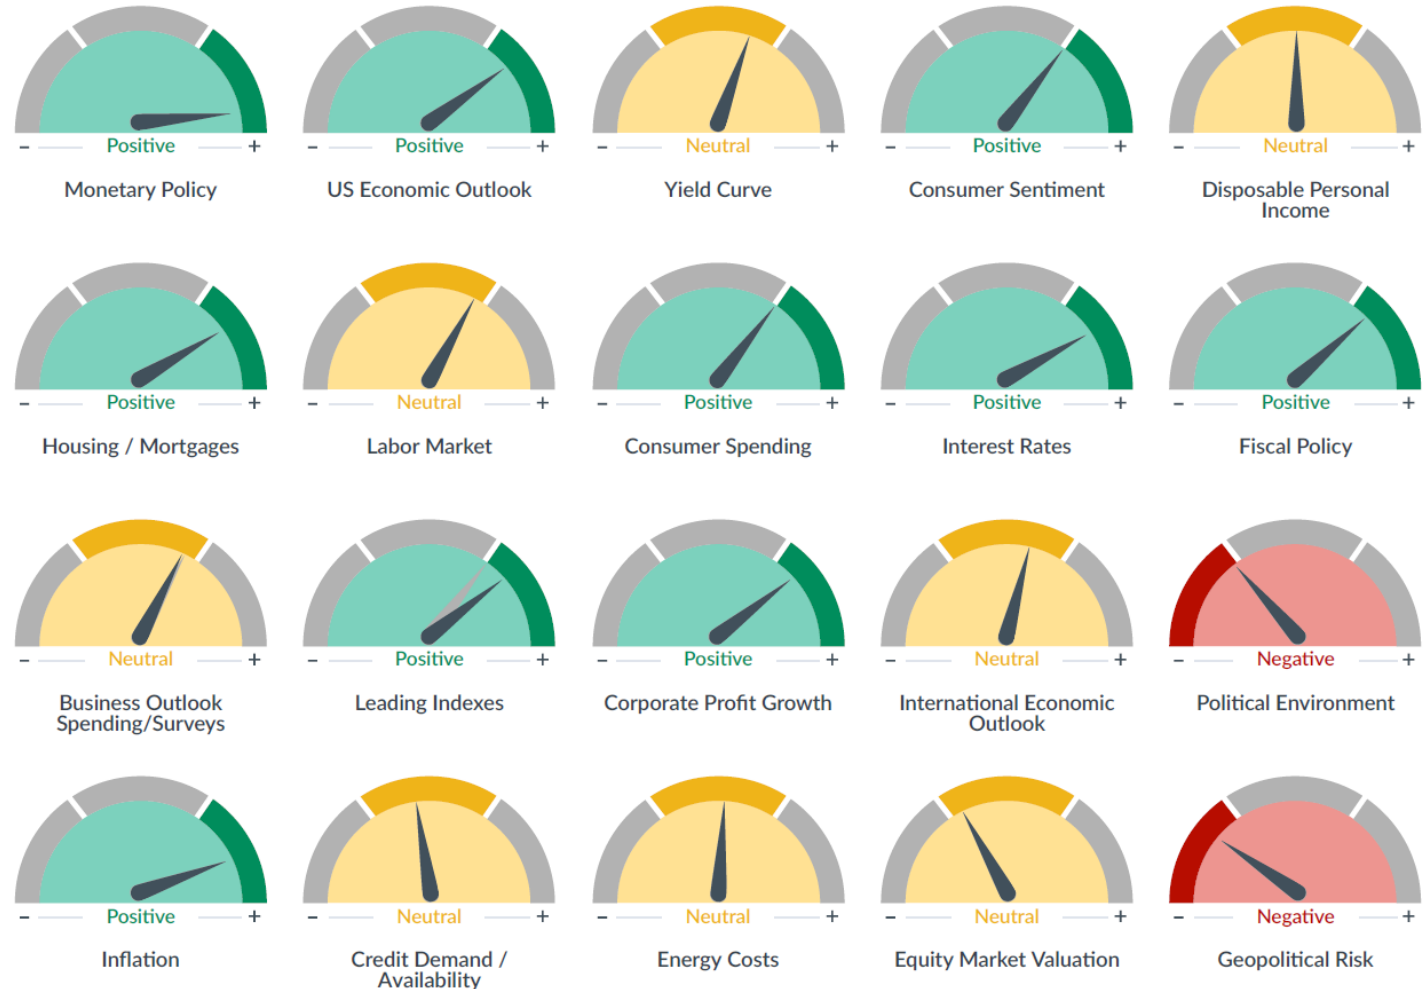 - Positive +
- Positive +
- Neutral +
- Positive +
- Neutral +
Monetary Policy
US Economic Outlook
Yield Curve
Consumer Sentiment
Disposable Personal
Income
- Positive +
- Neutral +
- Positive +
- Positive +
- Positive +
Housing / Mortgages
Labor Market
Consumer Spending
Interest Rates
Fiscal Policy
- Neutral +
- Positive +
- Positive +
- Neutral +
- Negative +
Business Outlook
Spending/Surveys
Leading Indexes
Corporate Profit Growth
International Economic
Outlook
Political Environment
- Positive +
- Neutral +
- Neutral +
- Neutral +
- Negative +
Inflation
Credit Demand /
Availability
Energy Costs
Equity Market Valuation
Geopolitical Risk